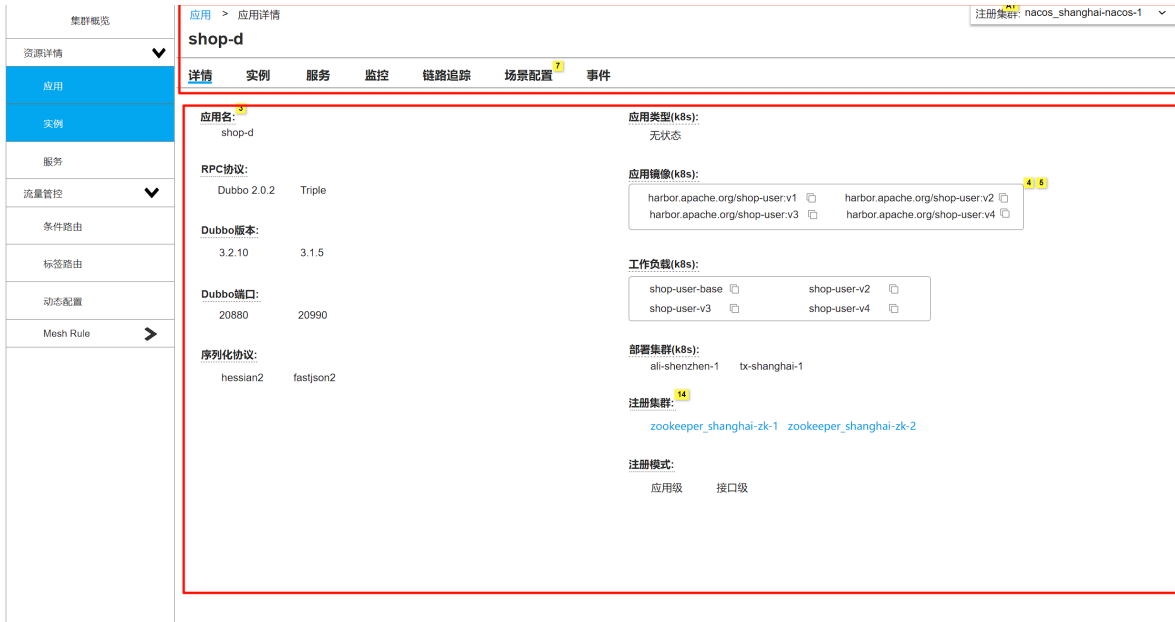 集群概览
资源详情
应用
实例
服务
流量管控
条件路由
标签路由
动态配置
Mesh Rule
应用 > 应用详情
注册集群: nacos_shanghai-nacos-1
shop-d
详情 实例 服务 监控 链路追踪 场景配置 7 事件
应用名: 3
shop-d
RPC协议:
Dubbo 2.0.2 Triple
Dubbo版本:
3.2.10 3.1.5
Dubbo端口:
20880 20990
序列化协议:
hessian2 fastjson2
应用类型(k8s):
无状态
应用镜像(k8s):
4 5
harbor.apache.org/shop-user:v1 harbor.apache.org/shop-user:v2
harbor.apache.org/shop-user:v3 harbor.apache.org/shop-user:v4
工作负载(k8s):
shop-user-base shop-user-v2
shop-user-v3 shop-user-v4
部署集群(k8s):
ali-shenzhen-1 tx-shanghai-1
注册集群: 14
zookeeper_shanghai-zk-1 zookeeper_shanghai-zk-2
注册模式:
应用级 接口级